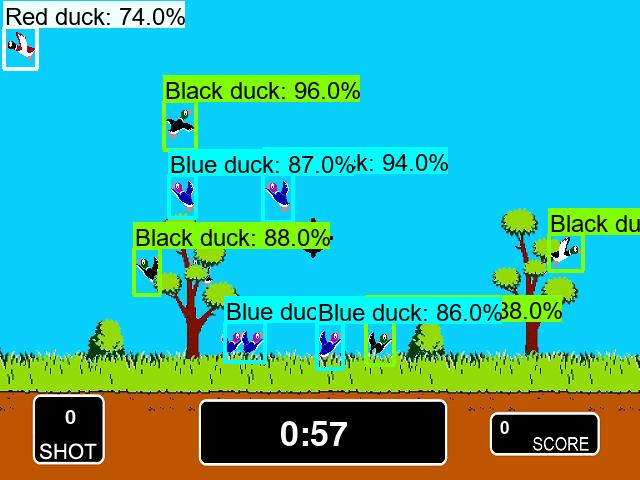 Red duck: 74.0%
Black duck: 96.0%
Blue duck: 87.0%
k: 94.0%
Black du
Black duck: 88.0%
Blue duc
Blue duck: 86.0%
38.0%
0
SHOT
0:57
0
SCORE